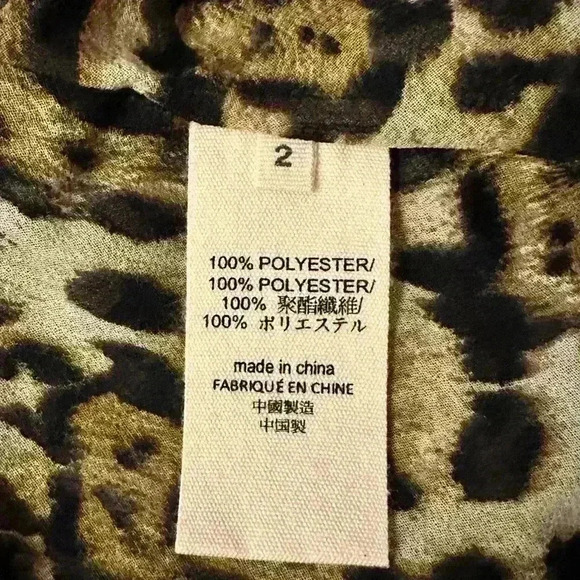 2
100% POLYESTER/
100% POLYESTER/
100% 聚酯纖維/
100% ポリエステル
made in china
FABRIQUÉ EN CHINE
中國製造
中国製